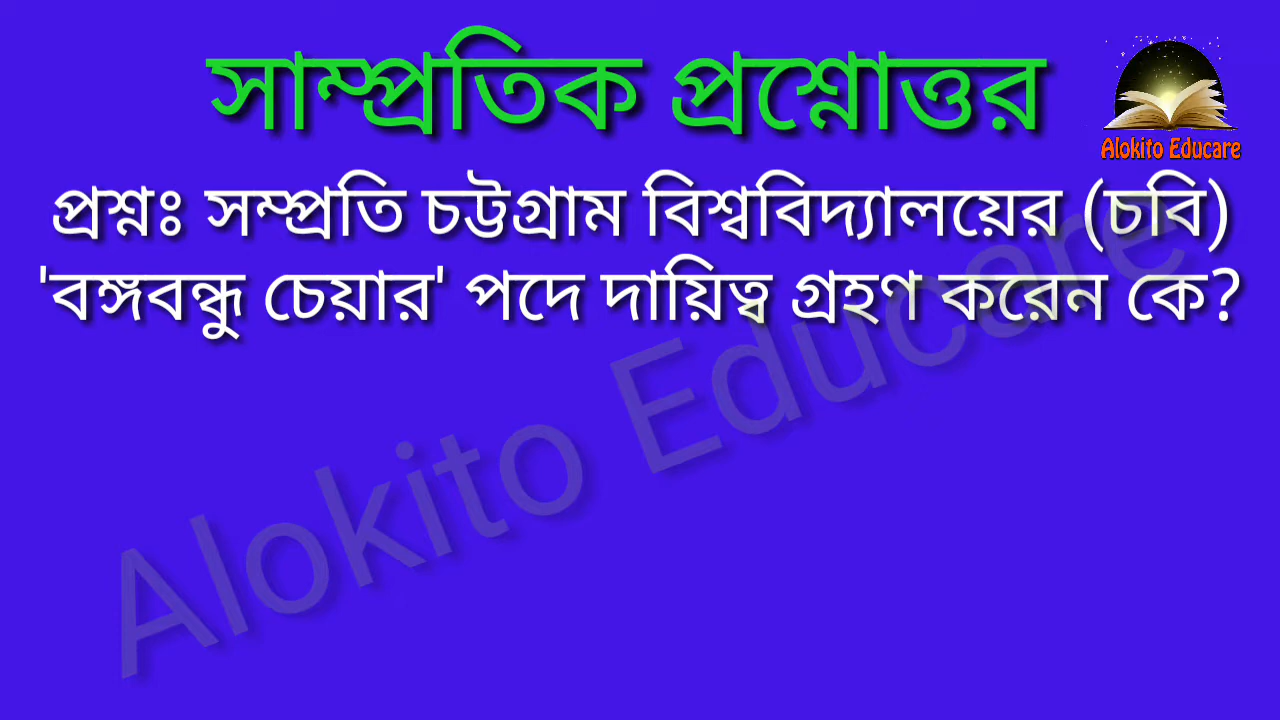 সাম্প্রতিক প্রশ্নোত্তর
Alokito Educare
প্রশ্নঃ সম্প্রতি চট্টগ্রাম বিশ্ববিদ্যালয়ের (চবি)
'বঙ্গবন্ধু চেয়ার' পদে দায়িত্ব গ্রহণ করেন কে?
Alokito Educare